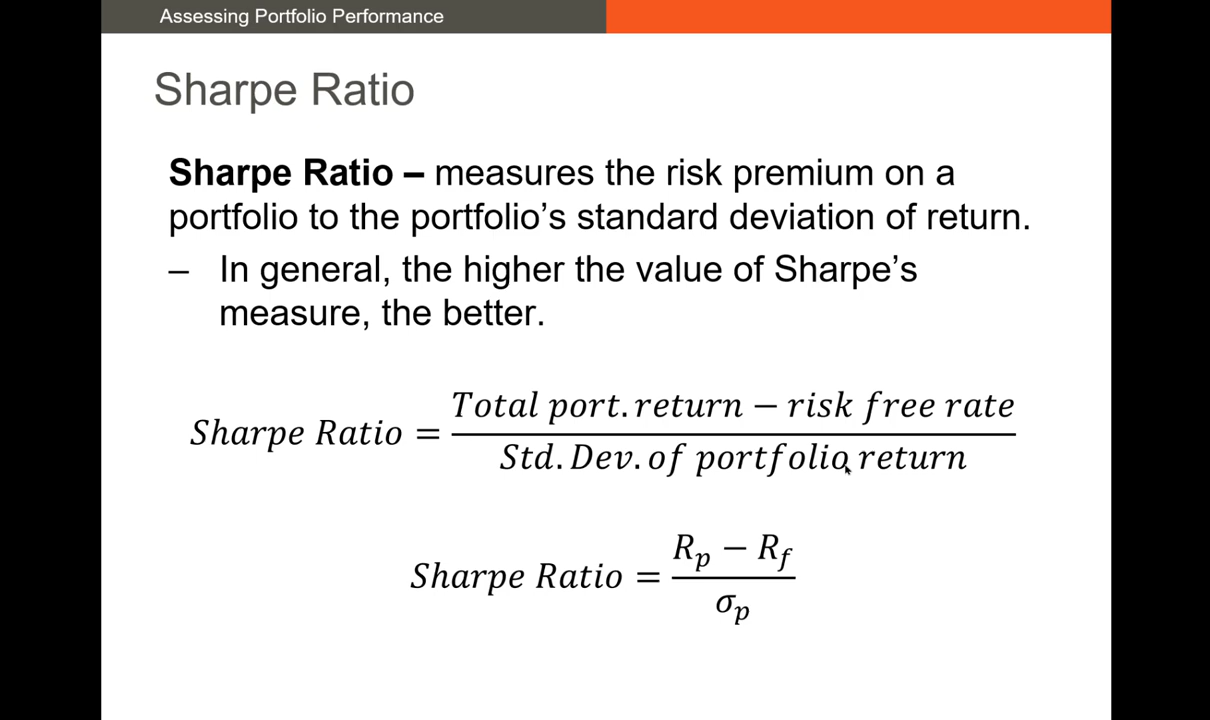 Assessing Portfolio Performance
Sharpe Ratio
Sharpe Ratio – measures the risk premium on a
portfolio to the portfolio’s standard deviation of return.
– In general, the higher the value of Sharpe’s
measure, the better.
Sharpe Ratio = (Total port. return − risk free rate) / (Std. Dev. of portfolio return)
Sharpe Ratio = (Rₚ − R_f) / σₚ